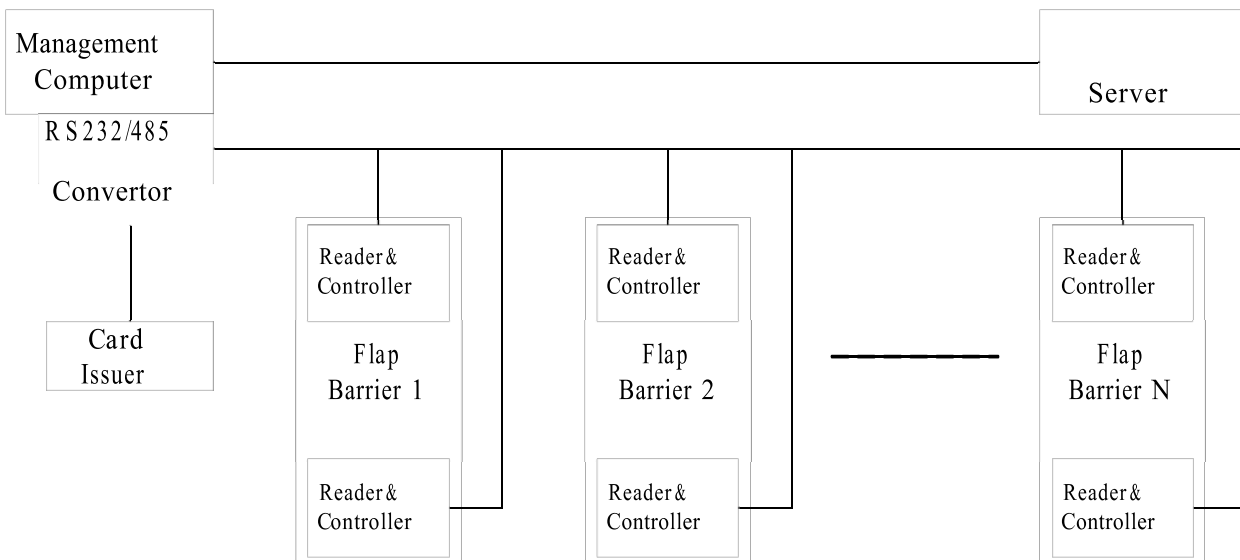 Management
Computer
Server
RS232/485
Convertor
Reader&
Controller
Reader&
Controller
Reader&
Controller
Card
Issuer
Flap
Barrier 1
Flap
Barrier 2
Flap
Barrier N
Reader&
Controller
Reader&
Controller
Reader&
Controller